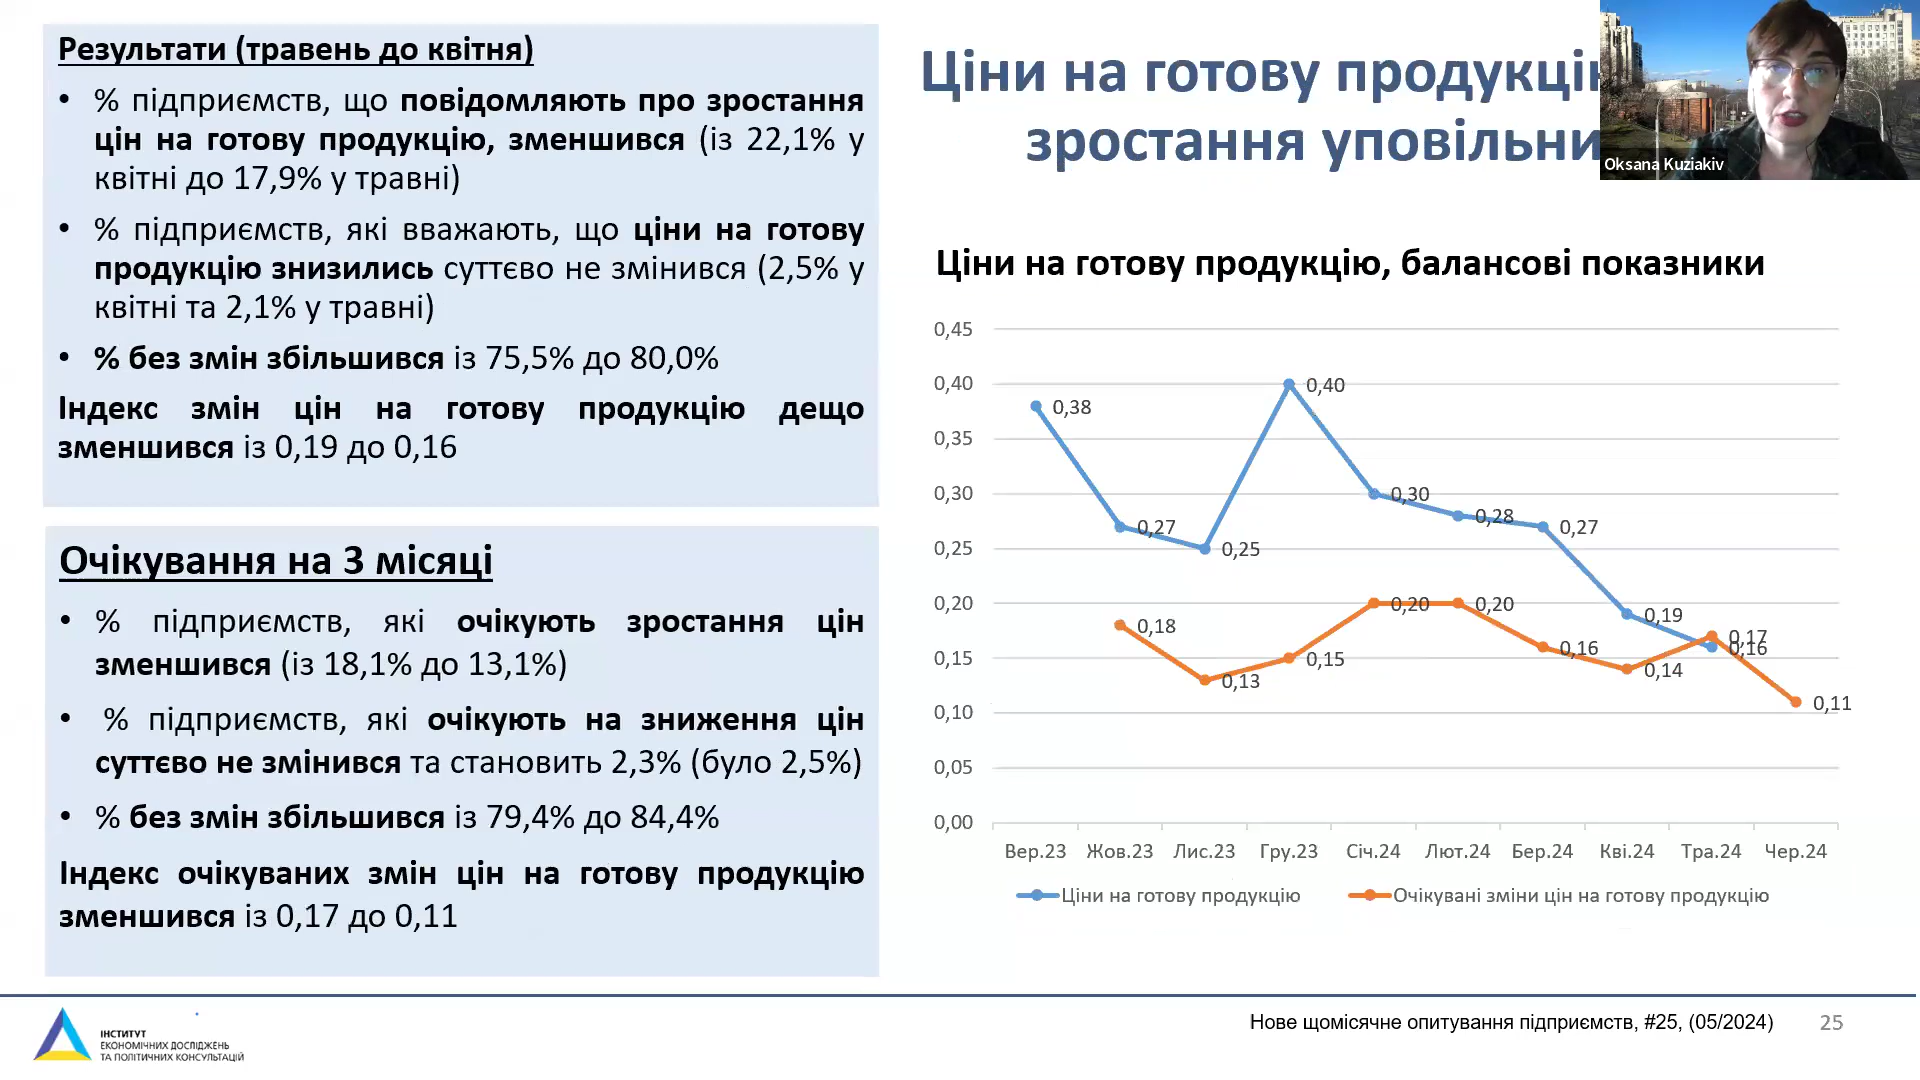 Результати (травень до квітня)
• % підприємств, що повідомляють про зростання
цін на готову продукцію, зменшився (із 22,1% у
квітні до 17,9% у травні)
• % підприємств, які вважають, що ціни на готову
продукцію знизились суттєво не змінився (2,5% у
квітні та 2,1% у травні)
• % без змін збільшився із 75,5% до 80,0%
Індекс змін цін на готову продукцію дещо
зменшився із 0,19 до 0,16
Очікування на 3 місяці
• % підприємств, які очікують зростання цін
зменшився (із 18,1% до 13,1%)
• % підприємств, які очікують на зниження цін
суттєво не змінився та становить 2,3% (було 2,5%)
• % без змін збільшився із 79,4% до 84,4%
Індекс очікуваних змін цін на готову продукцію
зменшився із 0,17 до 0,11
Ціни на готову
зростання
Oksana Kuziakiv
Ціни на готову продукцію, балансові показники
0,45
0,40
0,35
0,30
0,25
0,20
0,15
0,10
0,05
0,00
0,38
0,27
0,25
0,40
0,30
0,28
0,27
0,19
0,16
0,18
0,13
0,15
0,20
0,20
0,16
0,14
0,17
0,11
Вер.23 Жов.23 Лис.23 Гру.23 Січ.24 Лют.24 Бер.24 Кві.24 Тра.24 Чер.24
Ціни на готову продукцію Очікувані зміни цін на готову продукцію
ІНСТИТУТ
ЕКОНОМІЧНИХ ДОСЛІДЖЕНЬ
ТА ПОЛІТИЧНИХ КОНСУЛЬТАЦІЙ
Нове щомісячне опитування підприємств, #25, (05/2024) 25